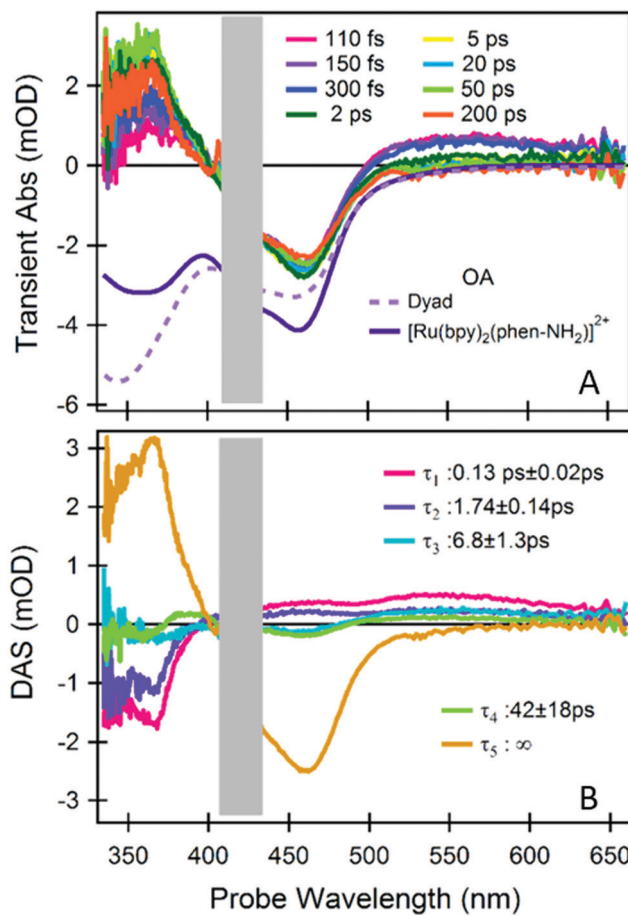 110 fs 5 ps
150 fs 20 ps
300 fs 50 ps
2 ps 200 ps
2
0
-2
-4
-6
Transient Abs (mOD)
OA
Dyad
[Ru(bpy)₂(phen-NH₂)]²⁺
A
3
2
1
0
-1
-2
-3
DAS (mOD)
τ₁ :0.13 ps±0.02ps
τ₂ :1.74±0.14ps
τ₃ :6.8±1.3ps
τ₄ :42±18ps
τ₅ : ∞
B
350 400 450 500 550 600 650
Probe Wavelength (nm)